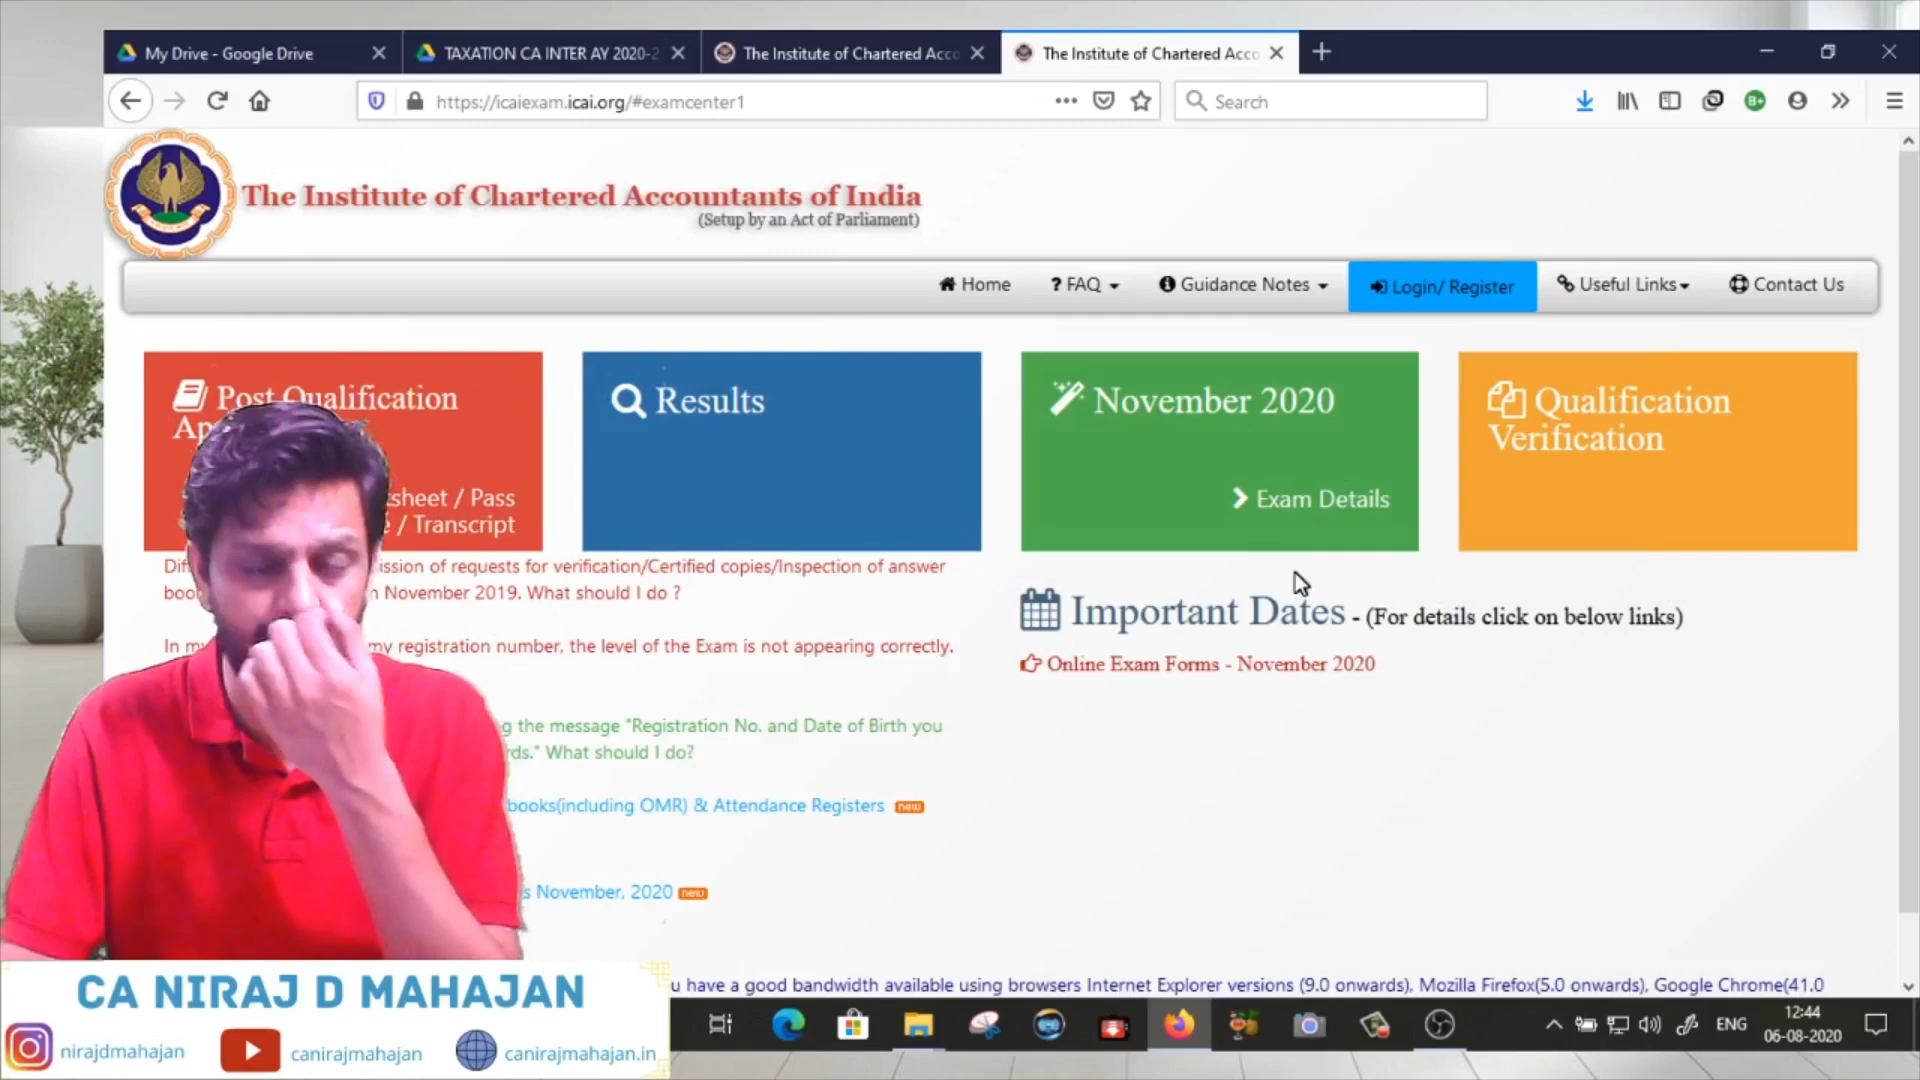 My Drive - Google Drive
TAXATION CA INTER AY 2020-2
The Institute of Chartered Acco
The Institute of Chartered Acco
https://icaiexam.icai.org/#examcenter1
Search
The Institute of Chartered Accountants of India
(Setup by an Act of Parliament)
Home
? FAQ
Guidance Notes
Login/ Register
Useful Links
Contact Us
Post Qualification
sheet / Pass
/ Transcript
Results
November 2020
Exam Details
Qualification
Verification
ission of requests for verification/Certified copies/Inspection of answer
November 2019. What should I do ?
In my registration number, the level of the Exam is not appearing correctly.
g the message "Registration No. and Date of Birth you
rds." What should I do?
books(including OMR) & Attendance Registers new
s November, 2020 new
Important Dates - (For details click on below links)
Online Exam Forms - November 2020
u have a good bandwidth available using browsers Internet Explorer versions (9.0 onwards), Mozilla Firefox(5.0 onwards), Google Chrome(41.0
CA NIRAJ D MAHAJAN
nirajdmahajan
canirajmahajan
canirajmahajan.in
ENG
12:44
06-08-2020